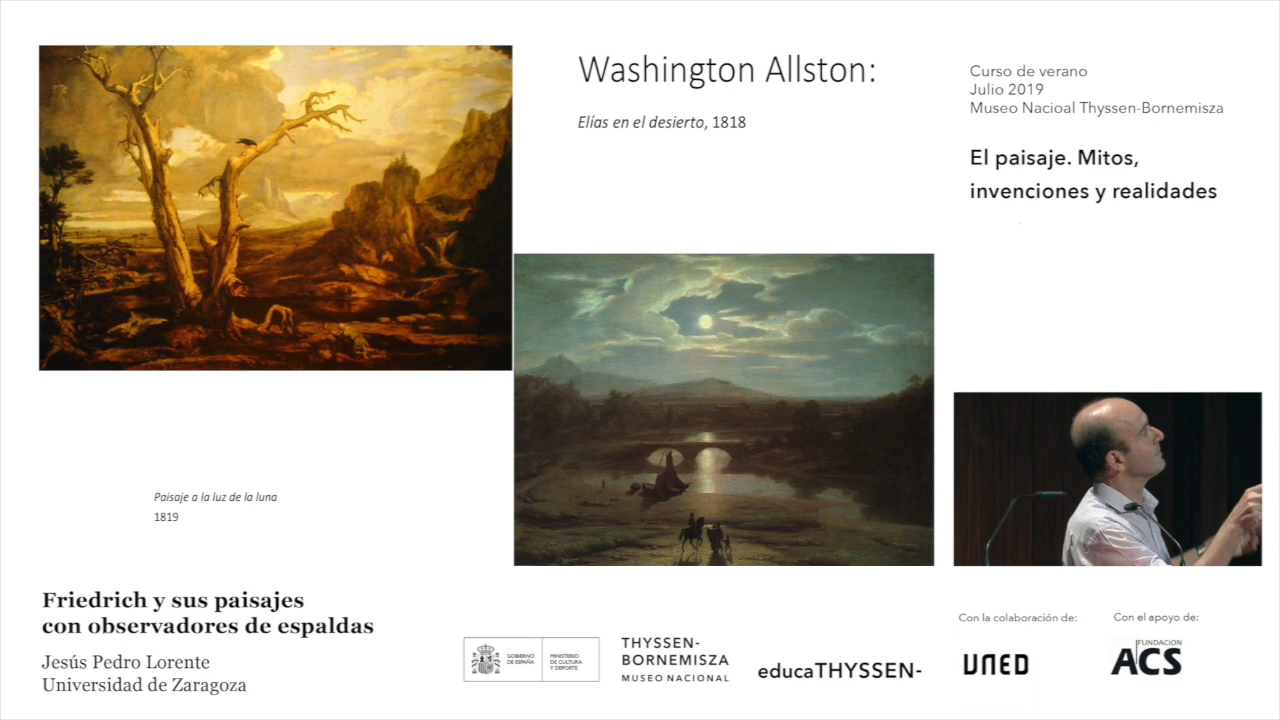 Washington Allston:
Elías en el desierto, 1818
Curso de verano
Julio 2019
Museo Nacioal Thyssen-Bornemisza
El paisaje. Mitos,
invenciones y realidades
Paisaje a la luz de la luna
1819
Friedrich y sus paisajes
con observadores de espaldas
Jesús Pedro Lorente
Universidad de Zaragoza
GOBIERNO
DE ESPAÑA
MINISTERIO
DE CULTURA
Y DEPORTE
THYSSEN-
BORNEMISZA
MUSEO NACIONAL
educaTHYSSEN-
Con la colaboración de:
UNED
Con el apoyo de:
FUNDACION
ACS